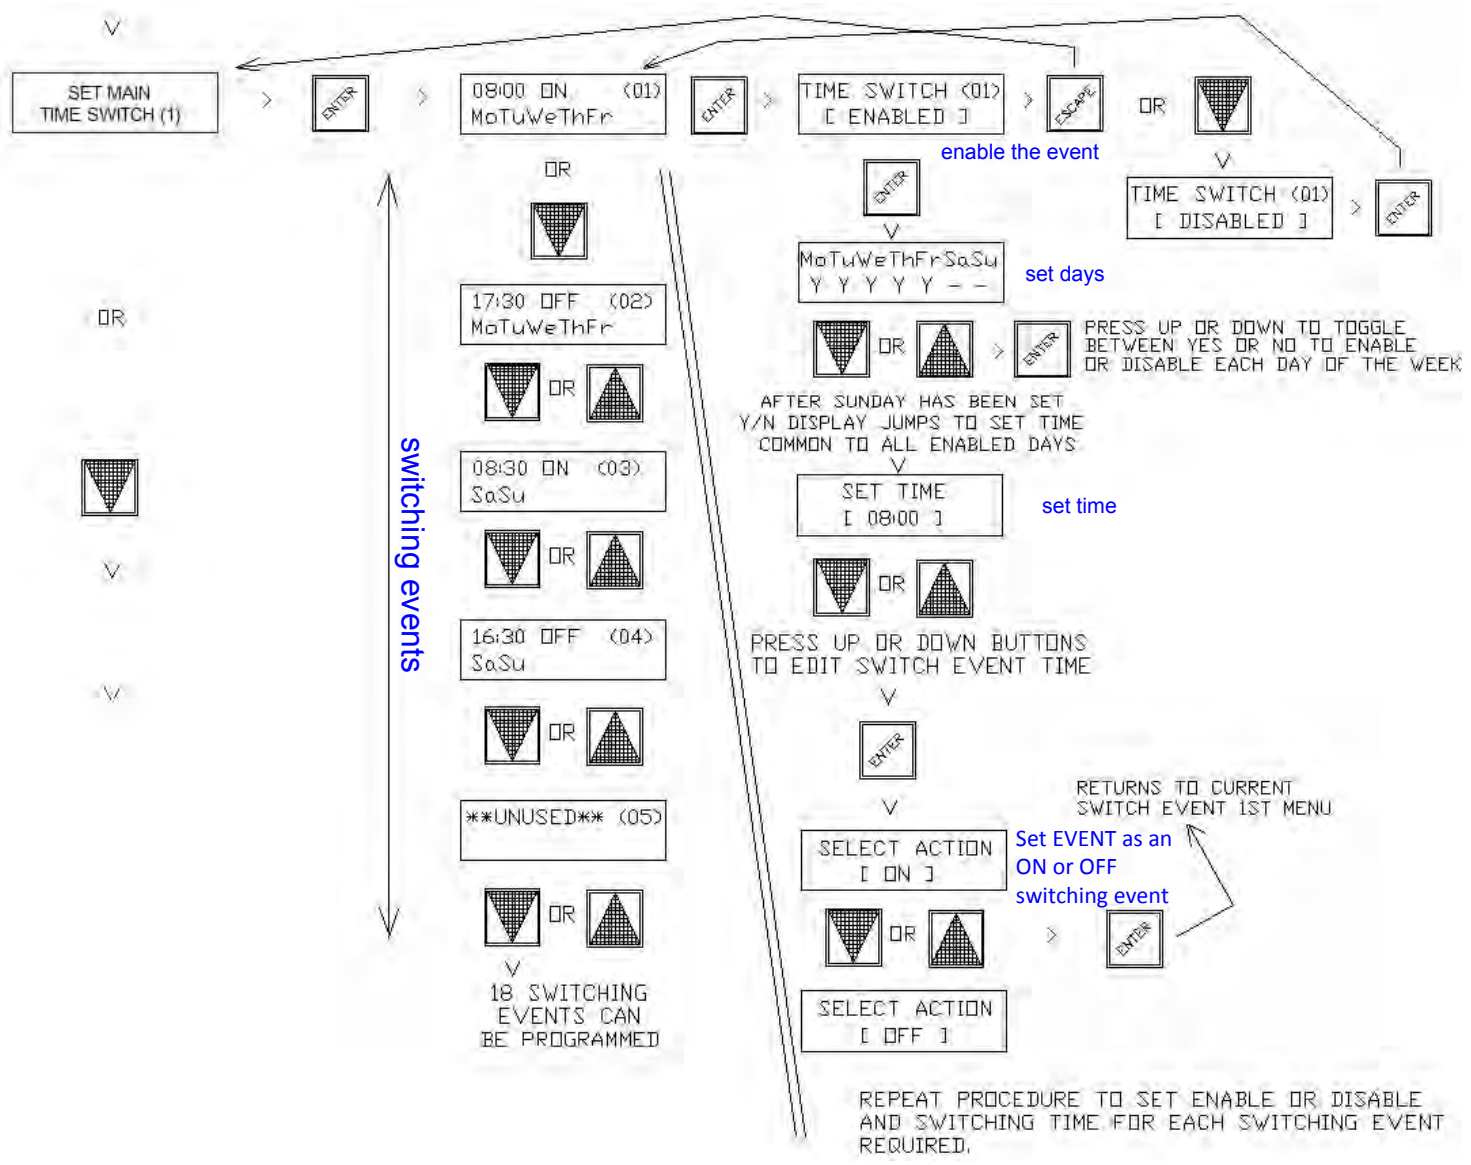 SET MAIN
TIME SWITCH (1)
ENTER
08:00 ON (01)
MoTuWeThFr
ENTER
TIME SWITCH (01)
[ ENABLED ]
ESCAPE
OR
enable the event
TIME SWITCH (01)
[ DISABLED ]
ENTER
OR
OR
switching events
17:30 OFF (02)
MoTuWeThFr
OR
08:30 ON (03)
SaSu
OR
16:30 OFF (04)
SaSu
OR
**UNUSED** (05)
OR
18 SWITCHING
EVENTS CAN
BE PROGRAMMED
ENTER
MoTuWeThFrSaSu
Y Y Y Y Y - -
set days
OR
ENTER
PRESS UP OR DOWN TO TOGGLE
BETWEEN YES OR NO TO ENABLE
OR DISABLE EACH DAY OF THE WEEK
AFTER SUNDAY HAS BEEN SET
Y/N DISPLAY JUMPS TO SET TIME
COMMON TO ALL ENABLED DAYS
SET TIME
[ 08:00 ]
set time
OR
PRESS UP OR DOWN BUTTONS
TO EDIT SWITCH EVENT TIME
ENTER
RETURNS TO CURRENT
SWITCH EVENT 1ST MENU
SELECT ACTION
[ ON ]
Set EVENT as an
ON or OFF
switching event
OR
ENTER
SELECT ACTION
[ OFF ]
REPEAT PROCEDURE TO SET ENABLE OR DISABLE
AND SWITCHING TIME FOR EACH SWITCHING EVENT
REQUIRED.